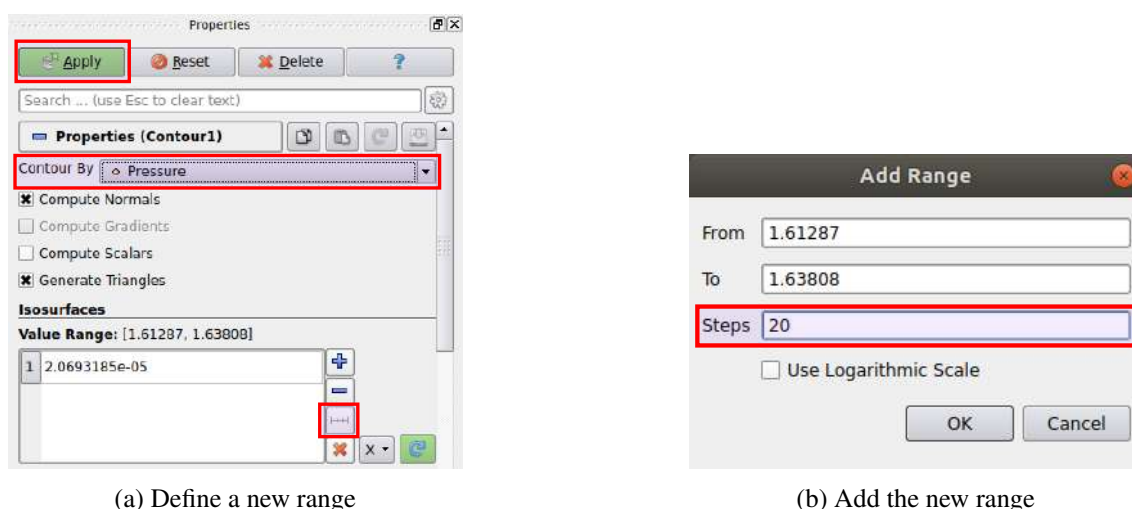 Properties
Apply Reset Delete ?
Search ... (use Esc to clear text)
Properties (Contour1)
Contour By Pressure
Compute Normals
Compute Gradients
Compute Scalars
Generate Triangles
Isosurfaces
Value Range: [1.61287, 1.63808]
1 2.0693185e-05
X
(a) Define a new range
Add Range
From 1.61287
To 1.63808
Steps 20
Use Logarithmic Scale
OK Cancel
(b) Add the new range